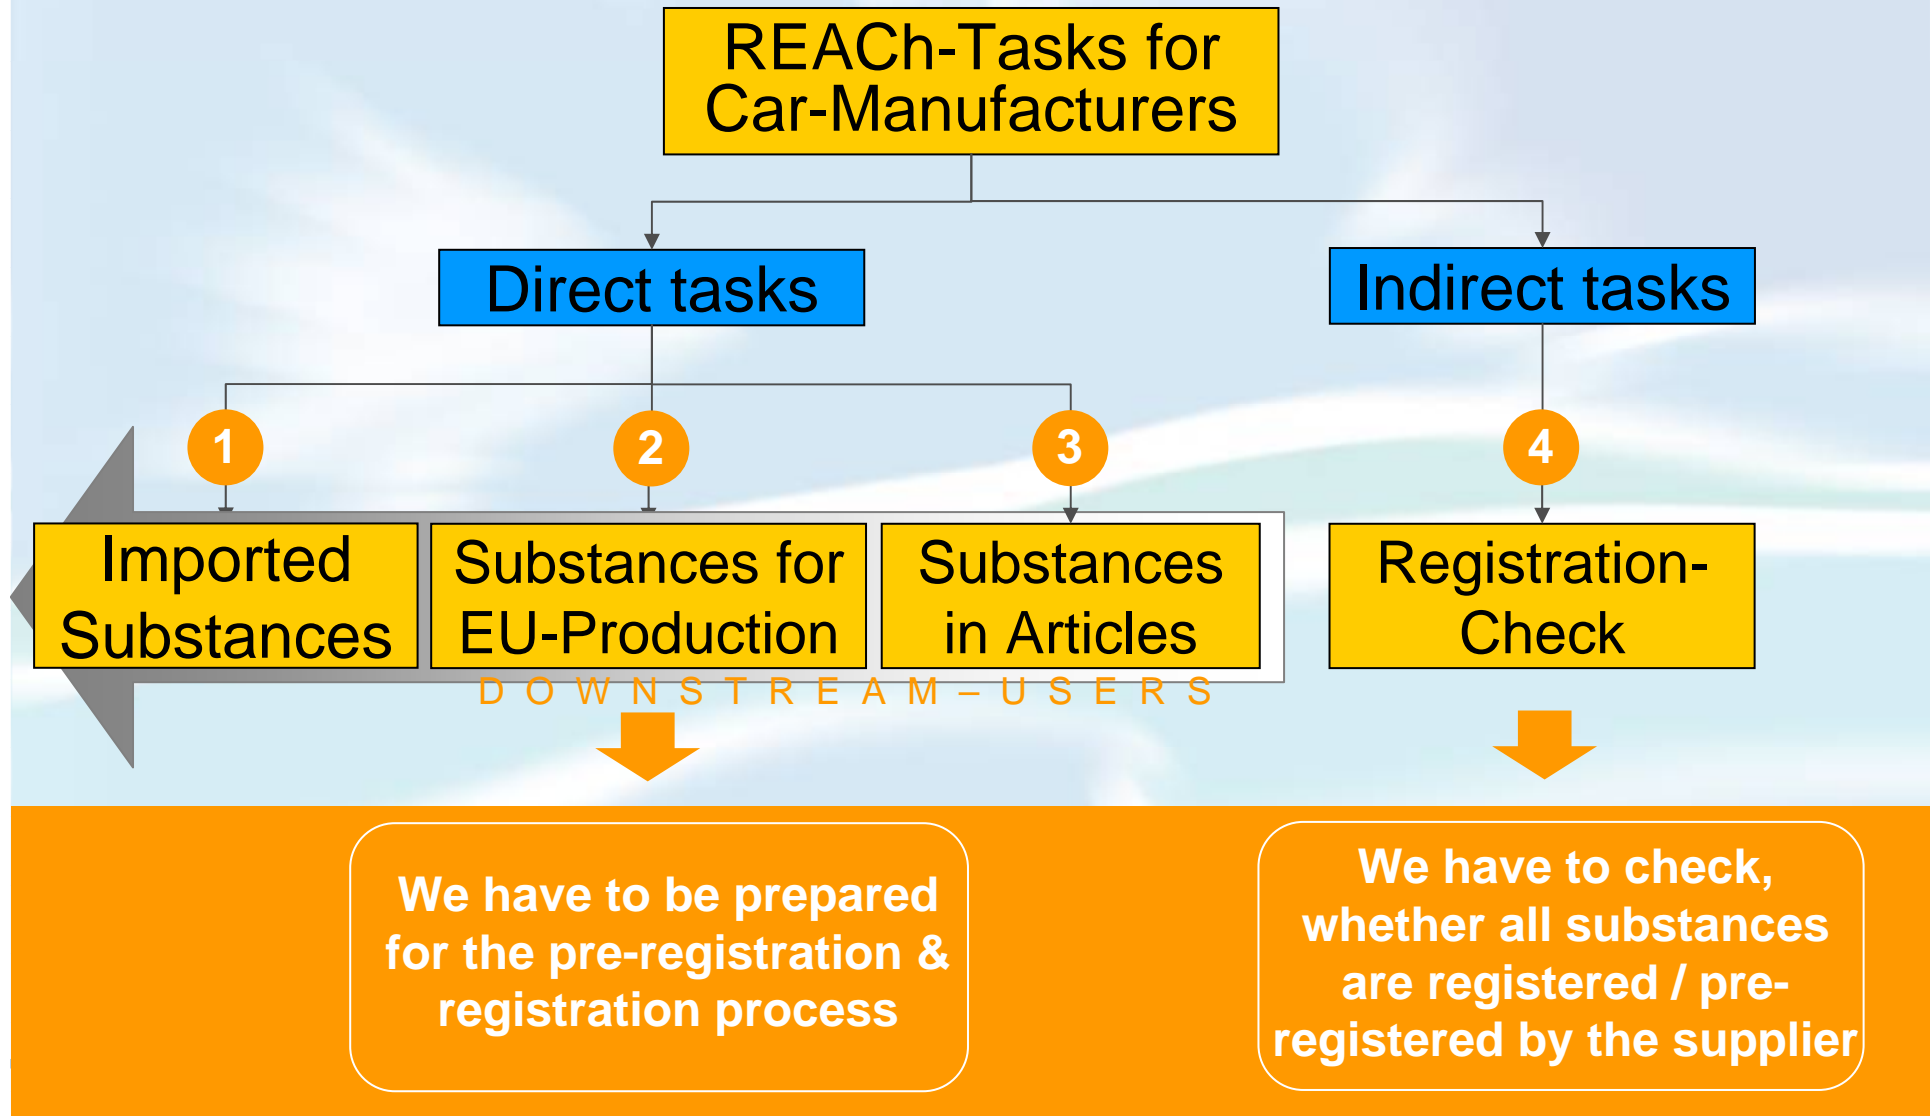 REACh-Tasks for
Car-Manufacturers
Direct tasks
Indirect tasks
1
2
3
4
Imported
Substances
Substances for
EU-Production
Substances
in Articles
Registration-
Check
DOWNSTREAM–USERS
We have to be prepared
for the pre-registration &
registration process
We have to check,
whether all substances
are registered / pre-
registered by the supplier